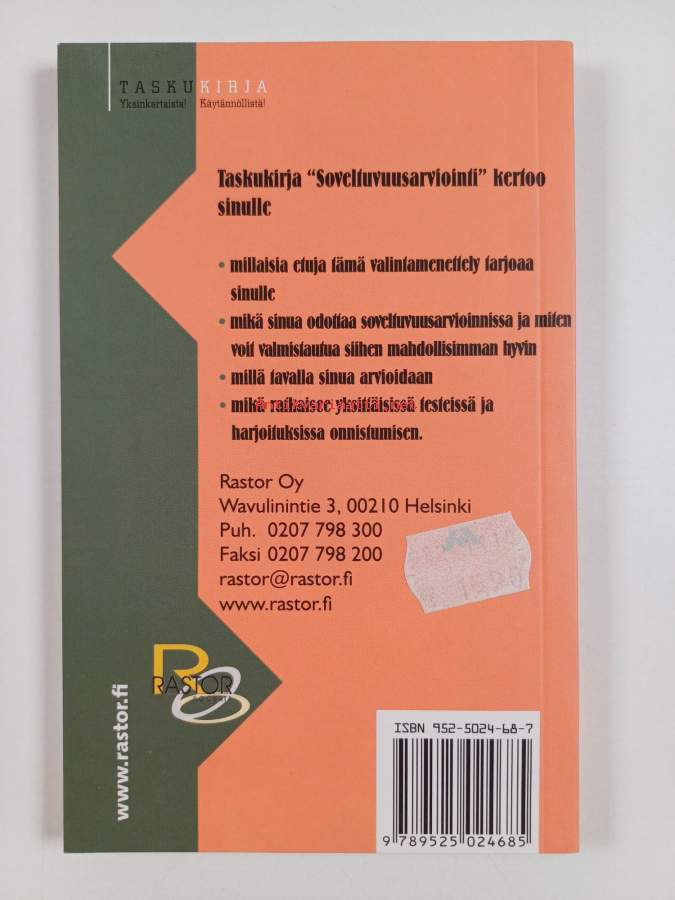 TASKUKIRJA
Yksinkertaista! Käytännöllistä!
Taskukirja "Soveltuvuusarviointi" kertoo
sinulle
• millaisia etuja tämä valintamenettely tarjoaa
sinulle
• mikä sinua odottaa soveltuvuusarvioinnissa ja miten
voit valmistautua siihen mahdollisimman hyvin
• millä tavalla sinua arvioidaan
• mikä ratkaisee yksittäisissä testeissä ja
harjoituksissa onnistumisen.
Rastor Oy
Wavulinintie 3, 00210 Helsinki
Puh. 0207 798 300
Faksi 0207 798 200
rastor@rastor.fi
www.rastor.fi
RASTOR
www.rastor.fi
ISBN 952-5024-68-7
9 789525 024685